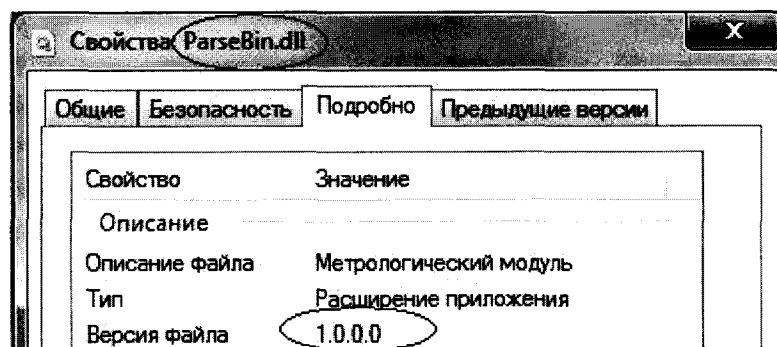 Свойства: ParseBin.dll
x
Общие Безопасность Подробно Предыдущие версии
Свойство Значение
Описание
Описание файла Метрологический модуль
Тип Расширение приложения
Версия файла 1.0.0.0